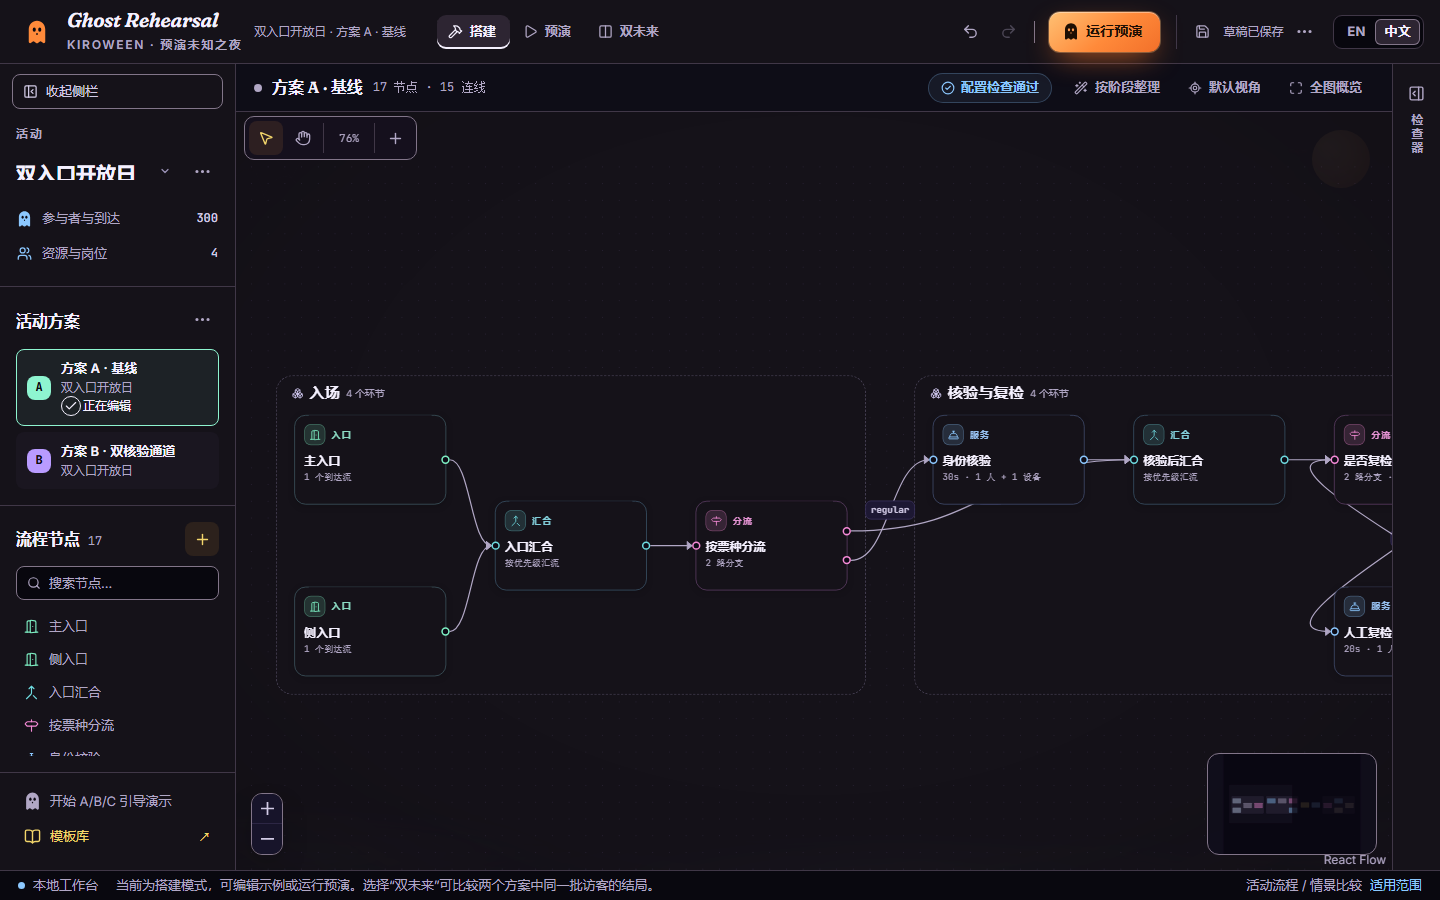 Ghost Rehearsal
KIROWEEN · 预演未知之夜
双入口开放日 · 方案 A · 基线
搭建
预演
双未来
运行预演
草稿已保存
EN
中文
收起侧栏
活动
双入口开放日
参与者与到达
300
资源与岗位
4
活动方案
A
方案 A · 基线
双入口开放日
正在编辑
B
方案 B · 双核验通道
双入口开放日
流程节点 17
搜索节点...
主入口
侧入口
入口汇合
按票种分流
身份核验
开始 A/B/C 引导演示
模板库
方案 A · 基线
17 节点 · 15 连线
配置检查通过
按阶段整理
默认视角
全图概览
76%
检查器
入场 4 个环节
入口
主入口
1 个到达流
入口
侧入口
1 个到达流
汇合
入口汇合
按优先级汇流
分流
按票种分流
2 路分支
regular
核验与复检 4 个环节
服务
身份核验
30s · 1 人 + 1 设备
汇合
核验后汇合
按优先级汇流
分流
是否复检
2 路分支 ·
服务
人工复检
20s · 1 人
React Flow
本地工作台
当前为搭建模式，可编辑示例或运行预演。选择“双未来”可比较两个方案中同一批访客的结局。
活动流程 / 情景比较
适用范围